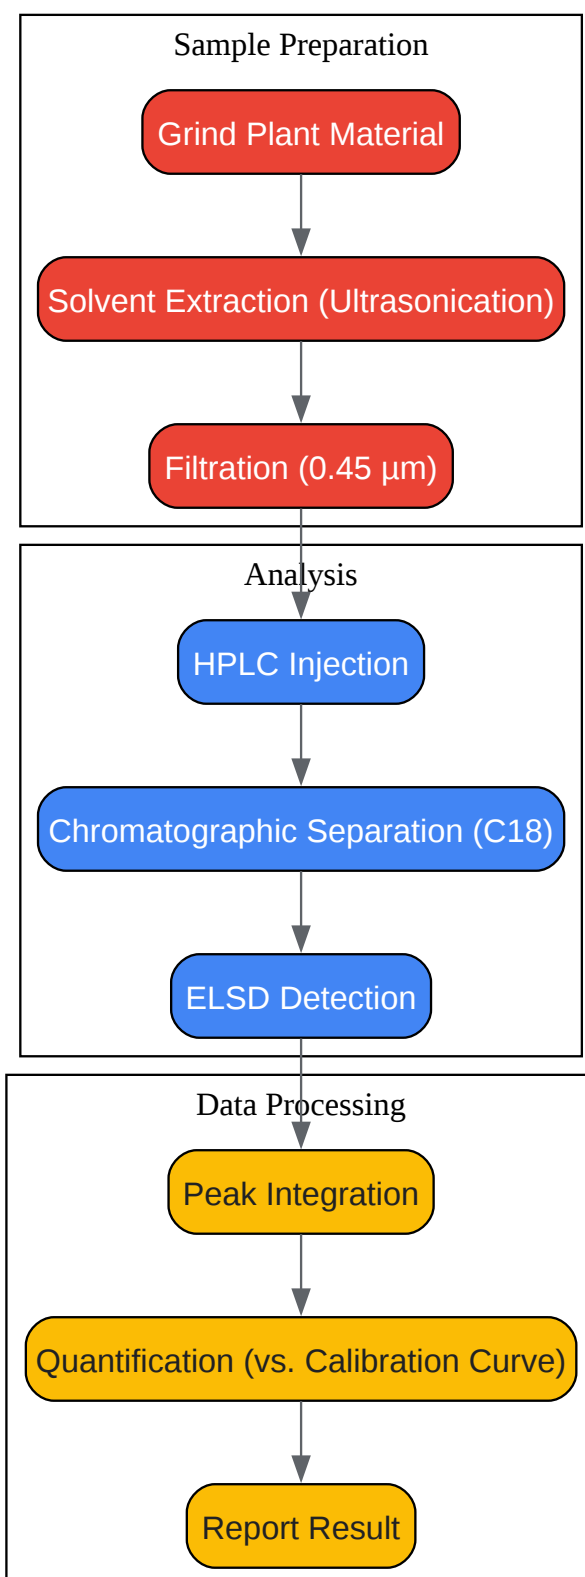 Sample Preparation
Grind Plant Material
Solvent Extraction (Ultrasonication)
Filtration (0.45 µm)
Analysis
HPLC Injection
Chromatographic Separation (C18)
ELSD Detection
Data Processing
Peak Integration
Quantification (vs. Calibration Curve)
Report Result